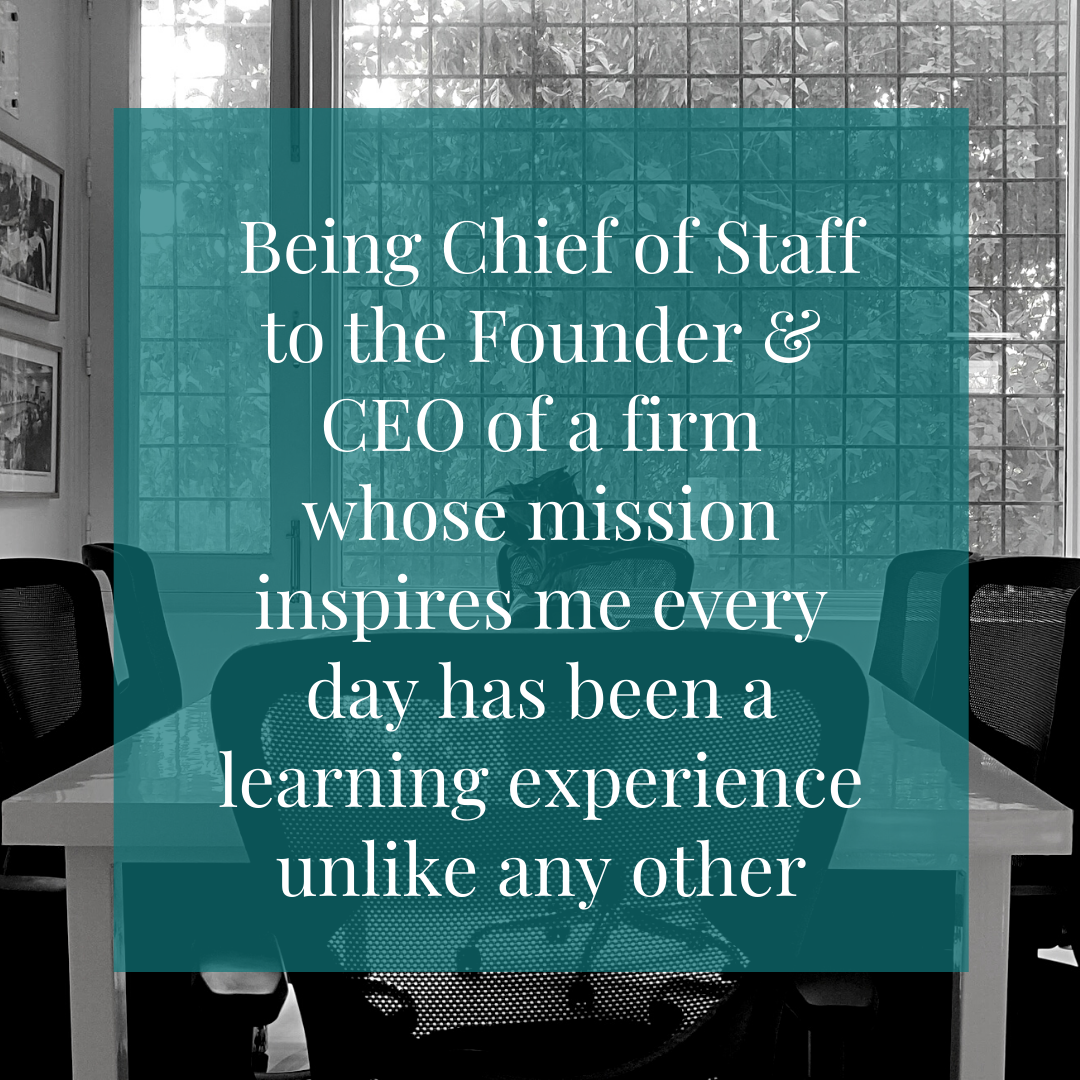 Being Chief of Staff
to the Founder &
CEO of a firm
whose mission
inspires me every
day has been a
learning experience
unlike any other